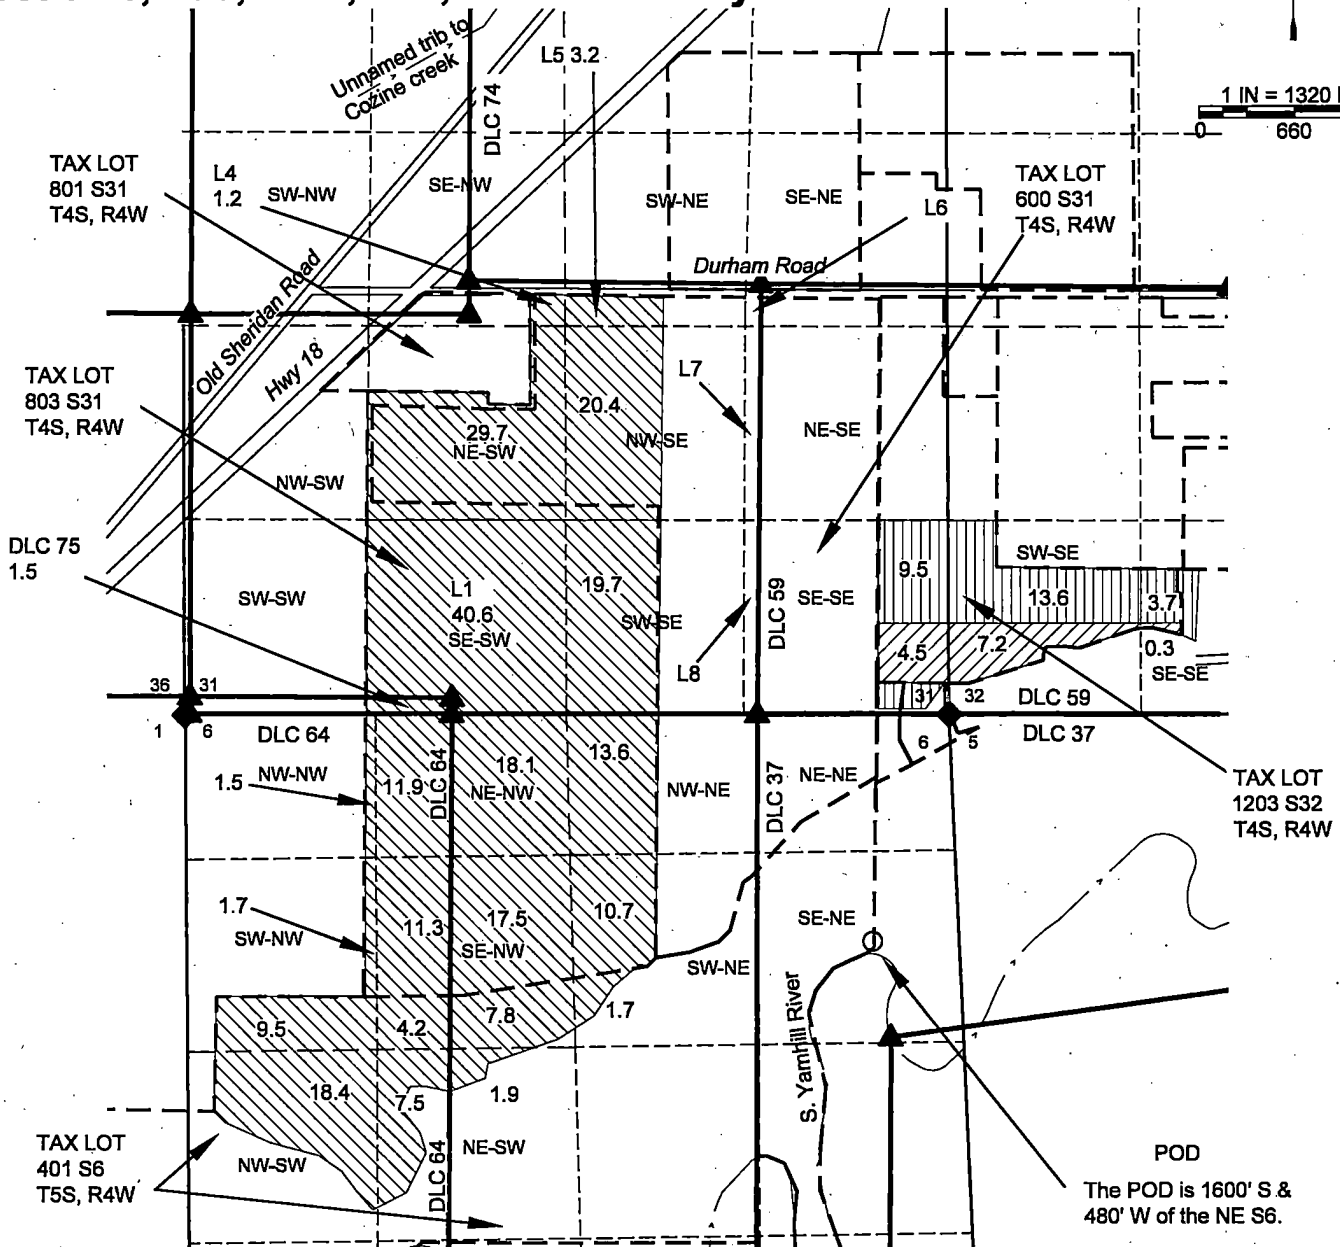 Unnamed trib to
Cozine creek
L5 3.2
DLC 74
1 IN = 1320
0 660
TAX LOT
801 S31
T4S, R4W
L4
1.2
SW-NW
SE-NW
SW-NE
SE-NE
L6
TAX LOT
600 S31
T4S, R4W
Durham Road
Old Sheridan Road
Hwy 18
TAX LOT
803 S31
T4S, R4W
L7
20.4
29.7
NE-SW
NW-SE
NE-SE
NW-SW
DLC 75
1.5
SW-SW
L1
40.6
SE-SW
19.7
SW-SE
DLC 59
SE-SE
9.5
SW-SE
13.6
3.7
4.5
7.2
0.3
SE-SE
L8
36 31
31 32
DLC 59
1 6
DLC 64
6 5
DLC 37
1.5
NW-NW
11.9
DLC 64
18.1
NE-NW
13.6
NW-NE
DLC 37
NE-NE
TAX LOT
1203 S32
T4S, R4W
1.7
SW-NW
11.3
17.5
SE-NW
10.7
SW-NE
SE-NE
9.5
4.2
7.8
1.7
S. Yamhill River
18.4
7.5
1.9
TAX LOT
401 S6
T5S, R4W
NW-SW
DLC 64
NE-SW
POD
The POD is 1600' S &
480' W of the NE S6.